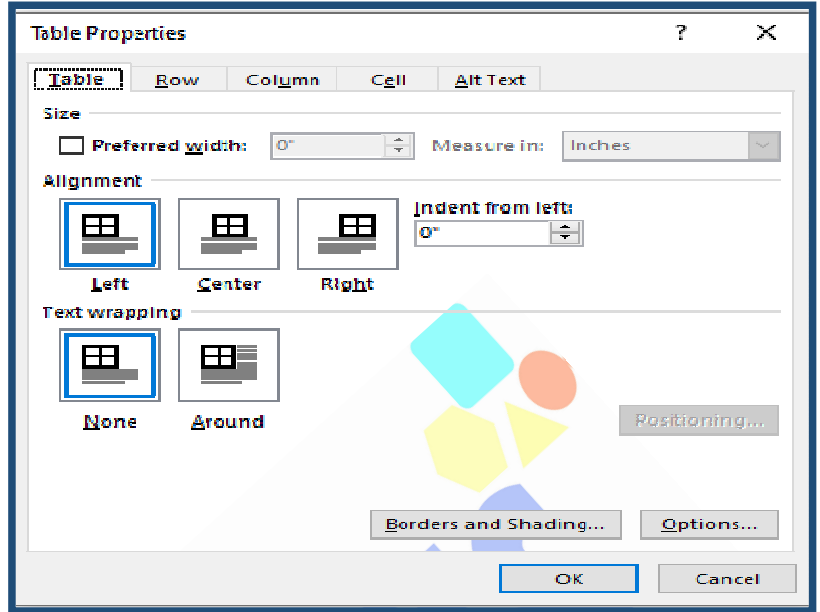 Table Properties ?
Table Row Column Cell Alt Text
Size
Preferred width: 0" Measure in: Inches
Alignment
Indent from left:
0"
Left Center Right
Text wrapping
None Around
Positioning...
Borders and Shading... Options...
OK Cancel